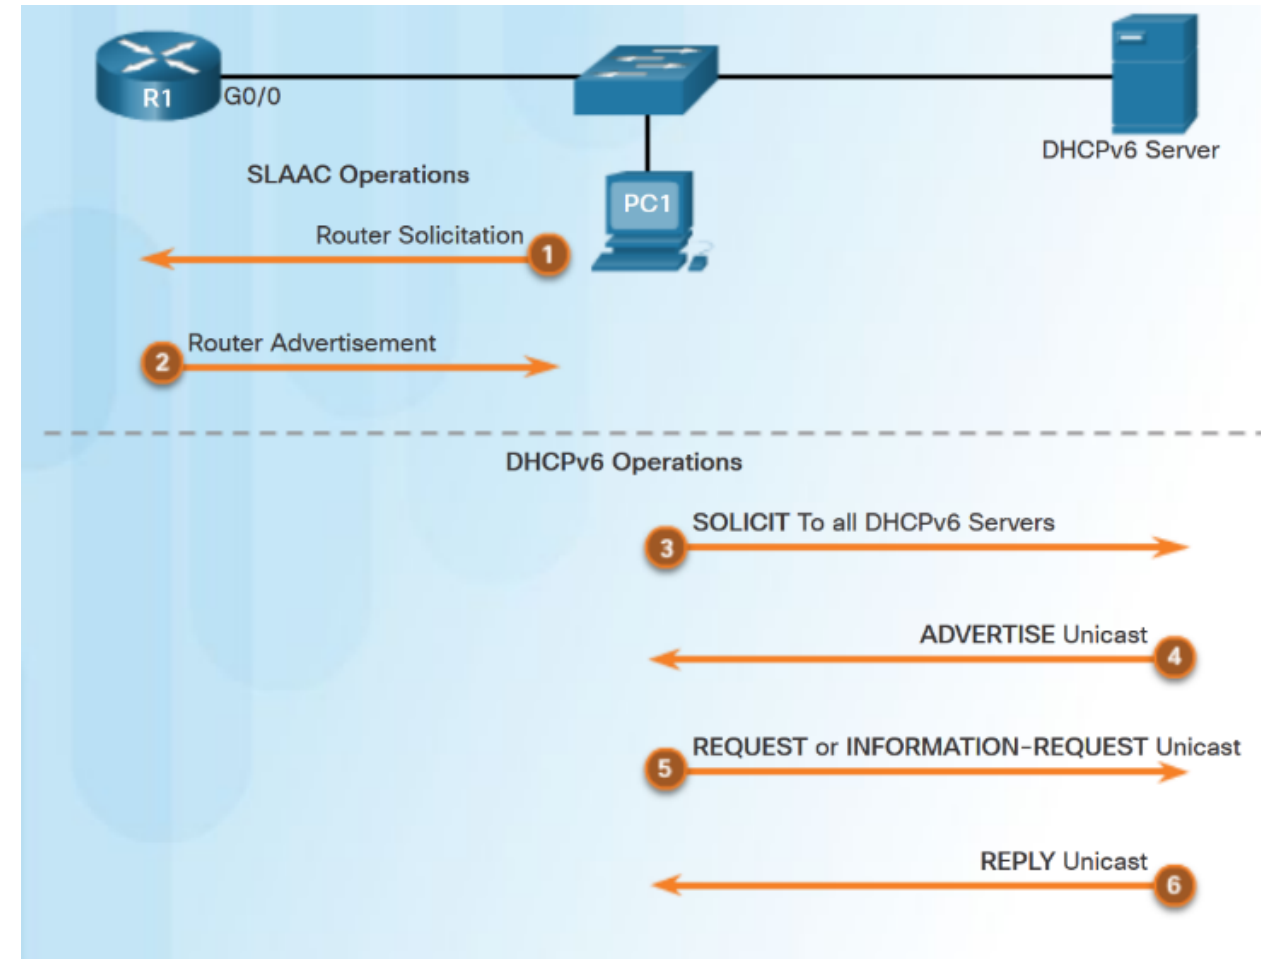 R1
G0/0
DHCPv6 Server
SLAAC Operations
PC1
Router Solicitation
1
Router Advertisement
2
DHCPv6 Operations
SOLICIT To all DHCPv6 Servers
3
ADVERTISE Unicast
4
REQUEST or INFORMATION-REQUEST Unicast
5
REPLY Unicast
6